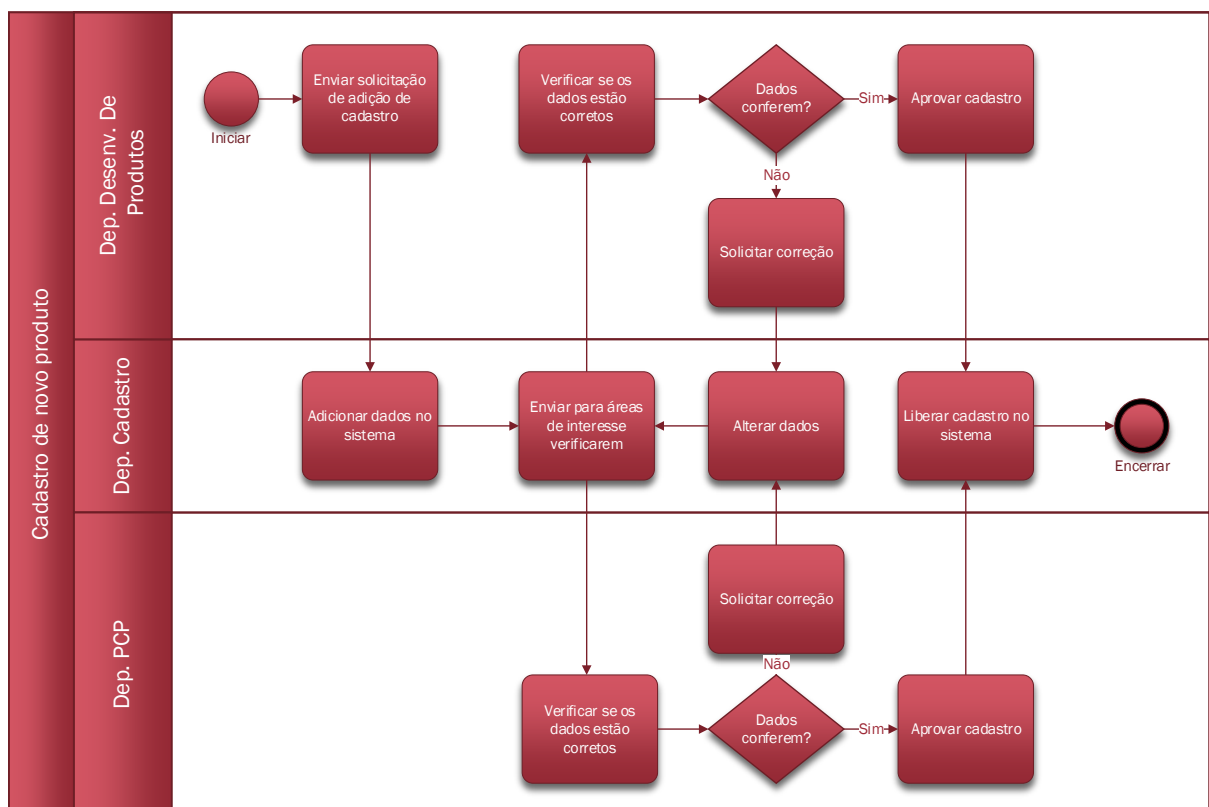 Cadastro de novo produto
Dep. Desenv. De
Produtos
Iniciar
Enviar solicitação
de adição de
cadastro
Verificar se os
dados estão
corretos
Dados
conferem?
Sim
Aprovar cadastro
Não
Solicitar correção
Dep. Cadastro
Adicionar dados no
sistema
Enviar para áreas
de interesse
verificarem
Alterar dados
Liberar cadastro no
sistema
Encerrar
Dep. PCP
Solicitar correção
Não
Verificar se os
dados estão
corretos
Dados
conferem?
Sim
Aprovar cadastro